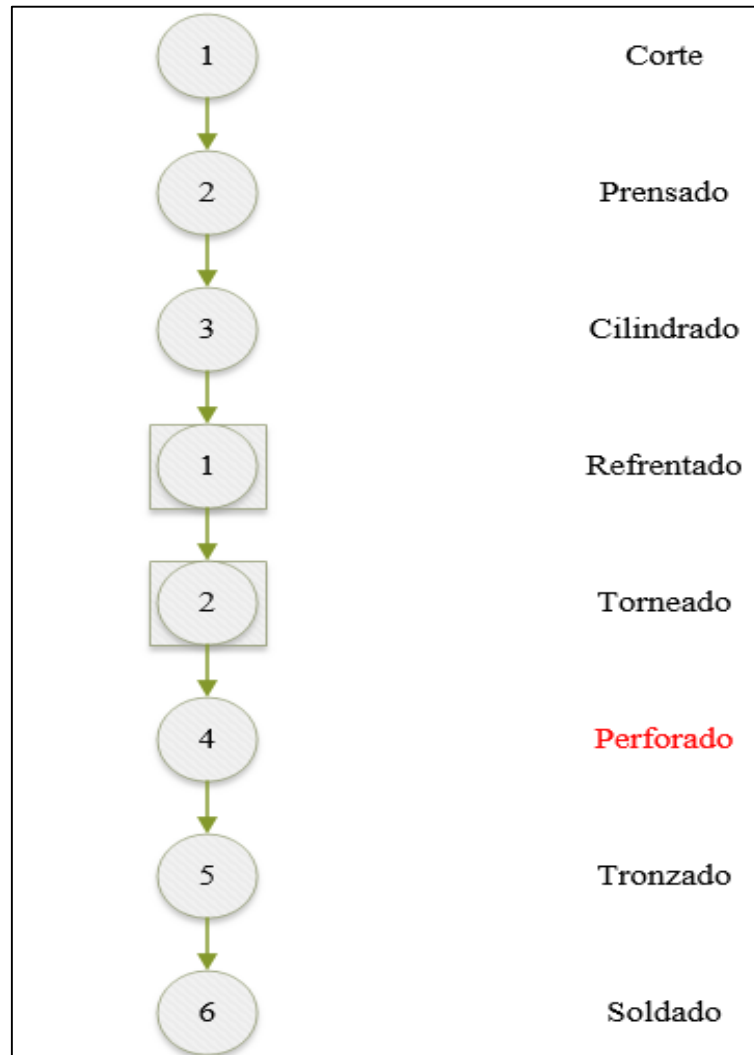 1 Corte
2 Prensado
3 Cilindrado
1 Refrentado
2 Torneado
4 Perforado
5 Tronzado
6 Soldado